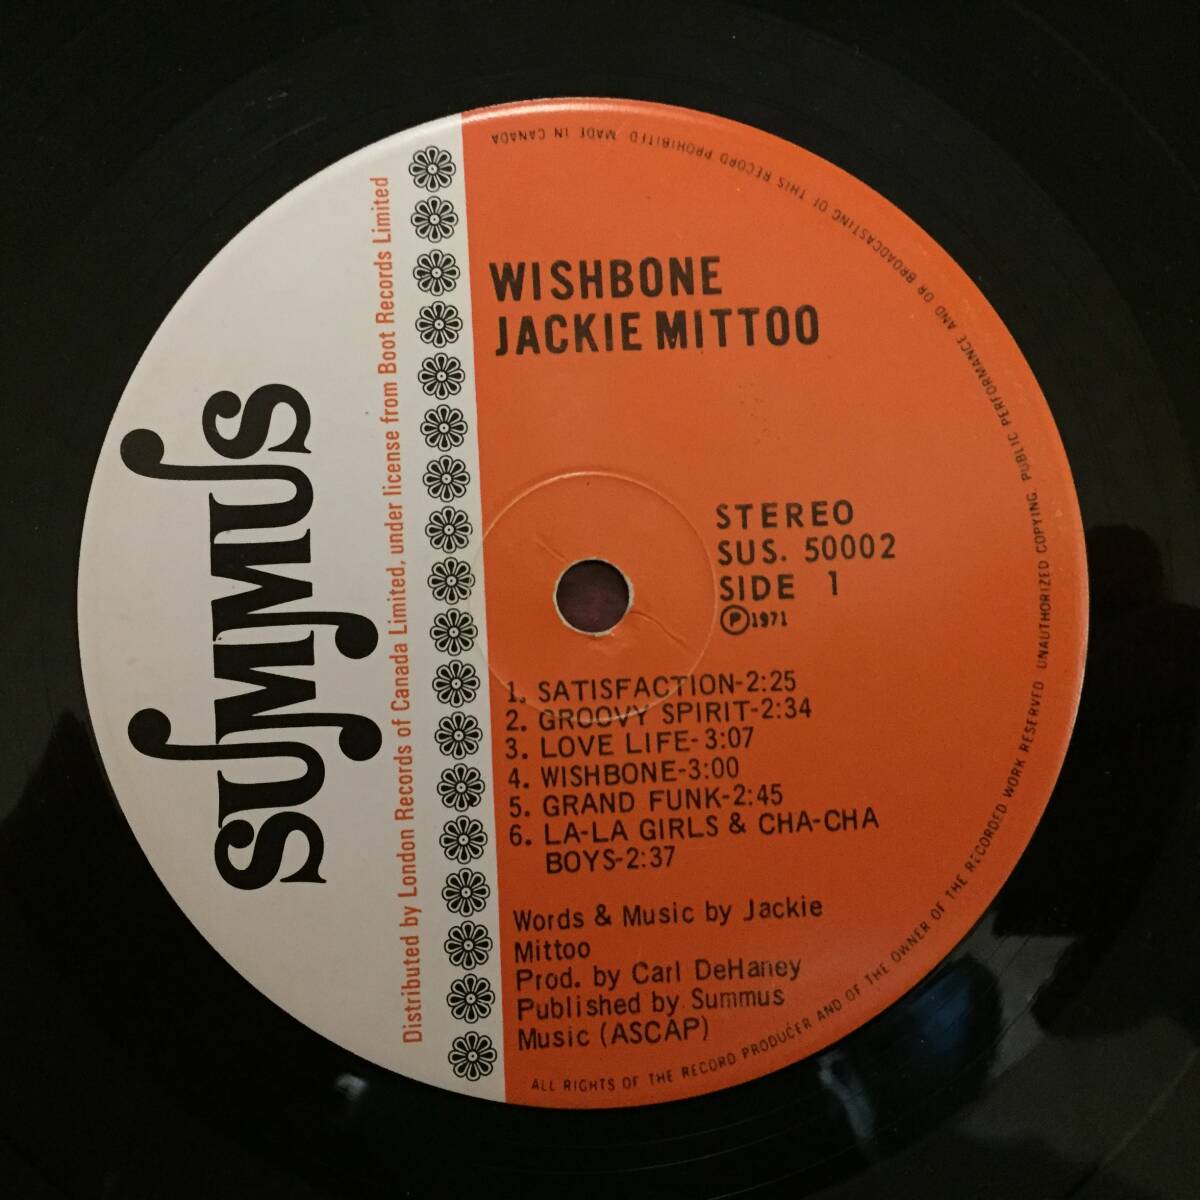 summus
Distributed by London Records of Canada Limited, under license from Boot Records Limited
WISHBONE
JACKIE MITTOO
STEREO
SUS. 50002
SIDE 1
Ⓟ1971
1. SATISFACTION-2:25
2. GROOVY SPIRIT-2:34
3. LOVE LIFE-3:07
4. WISHBONE-3:00
5. GRAND FUNK-2:45
6. LA-LA GIRLS & CHA-CHA
BOYS-2:37
Words & Music by Jackie
Mittoo
Prod. by Carl DeHaney
Published by Summus
Music (ASCAP)
ALL RIGHTS OF THE RECORD PRODUCER AND OF THE OWNER OF THE RECORDED WORK RESERVED UNAUTHORIZED COPYING. PUBLIC PERFORMANCE AND OR BROADCASTING OF THIS RECORD PROHIBITED MADE IN CANADA